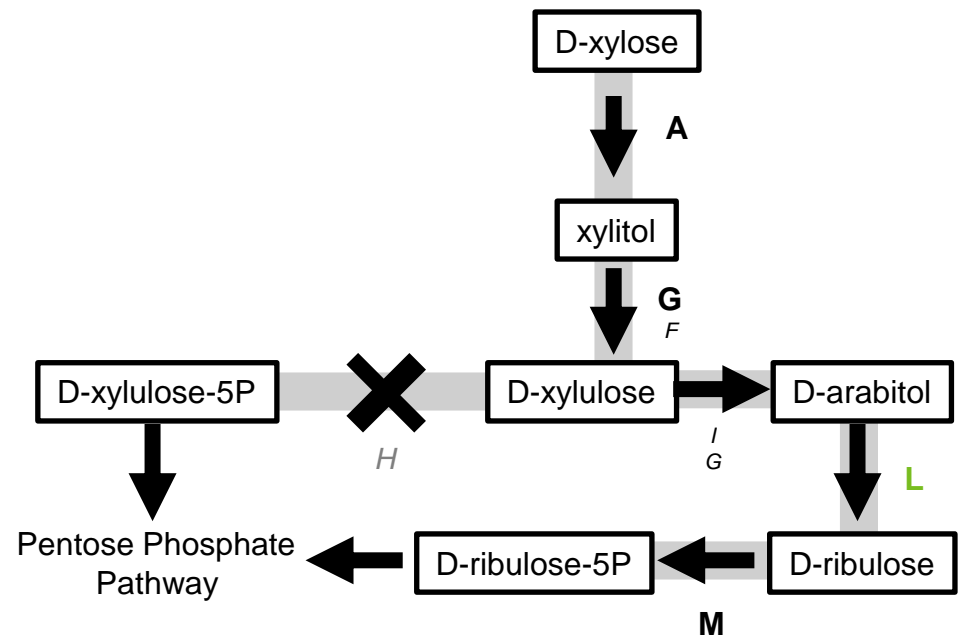 D-xylose
A
xylitol
G
F
D-xylulose-5P
D-xylulose
D-arabitol
H
I
G
L
Pentose Phosphate
Pathway
D-ribulose-5P
D-ribulose
M